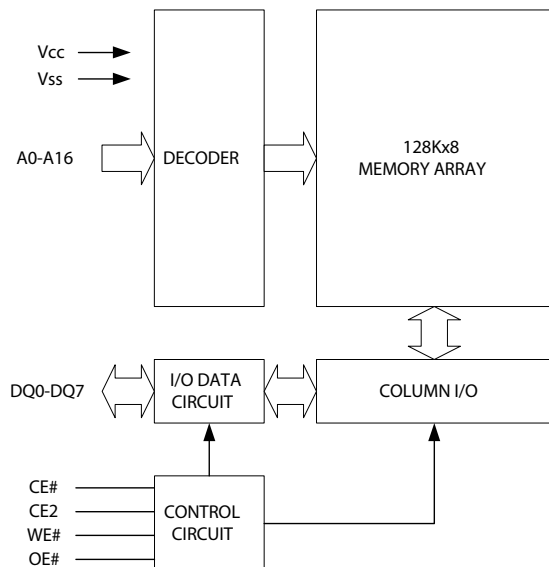 Vcc
Vss
A0-A16
DECODER
128Kx8
MEMORY ARRAY
DQ0-DQ7
I/O DATA
CIRCUIT
COLUMN I/O
CE#
CE2
WE#
OE#
CONTROL
CIRCUIT